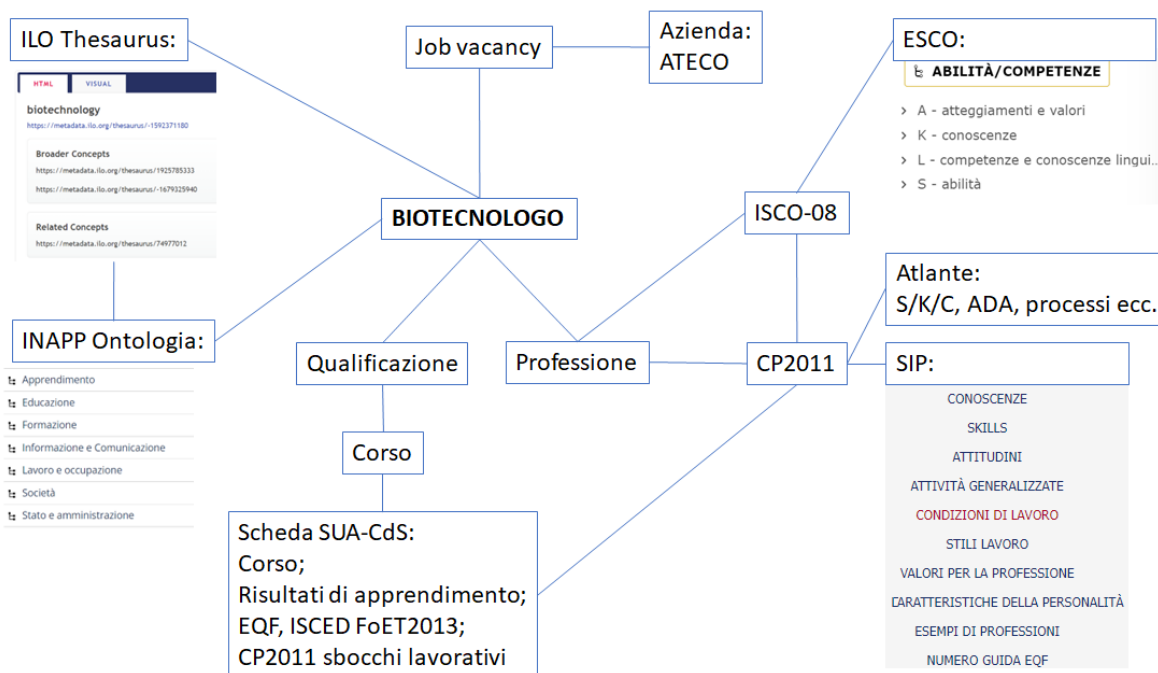 ILO Thesaurus:
HTML
VISUAL
biotechnology
https://metadata.ilo.org/thesaurus/-1592371180
Broader Concepts
https://metadata.ilo.org/thesaurus/1925785333
https://metadata.ilo.org/thesaurus/-1679325940
Related Concepts
https://metadata.ilo.org/thesaurus/74977012
Job vacancy
Azienda:
ATECO
ESCO:
ABILITÀ/COMPETENZE
> A - atteggiamenti e valori
> K - conoscenze
> L - competenze e conoscenze lingui...
> S - abilità
BIOTECNOLOGO
ISCO-08
Atlante:
S/K/C, ADA, processi ecc.
INAPP Ontologia:
Apprendimento
Educazione
Formazione
Informazione e Comunicazione
Lavoro e occupazione
Società
Stato e amministrazione
Qualificazione
Professione
CP2011
SIP:
CONOSCENZE
SKILLS
ATTITUDINI
ATTIVITÀ GENERALIZZATE
CONDIZIONI DI LAVORO
STILI LAVORO
VALORI PER LA PROFESSIONE
CARATTERISTICHE DELLA PERSONALITÀ
ESEMPI DI PROFESSIONI
NUMERO GUIDA EQF
Corso
Scheda SUA-CdS:
Corso;
Risultati di apprendimento;
EQF, ISCED FoET2013;
CP2011 sbocchi lavorativi